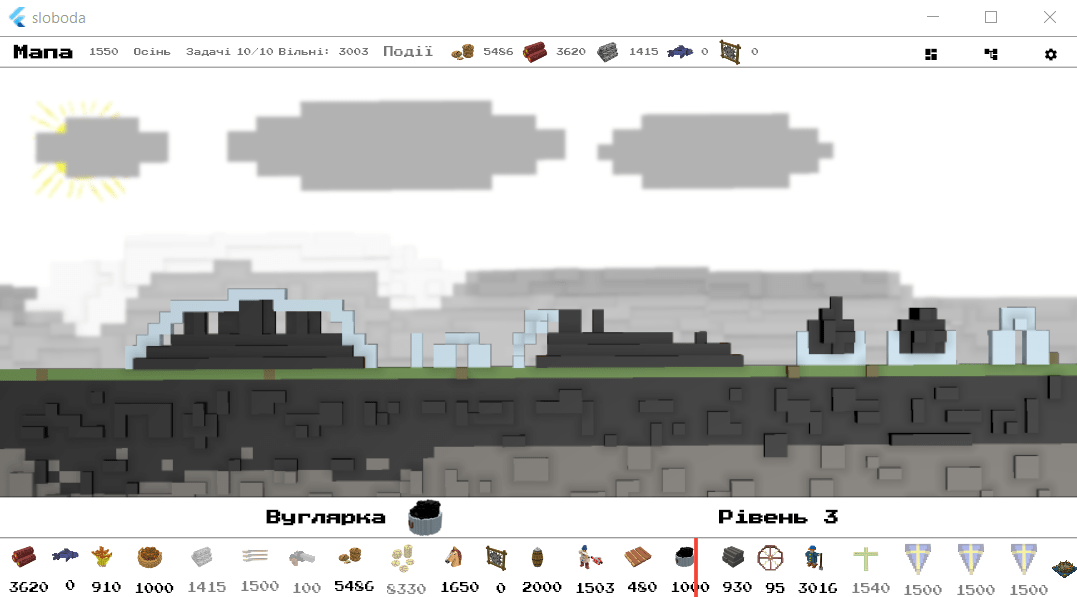 sloboda
Мапа 1550 Осінь Задачі 10/10 Вільні: 3003 Події 5486 3620 1415 0 0
Вуглярка Рівень 3
3620 0 910 1000 1415 1500 100 5486 8330 1650 0 2000 1503 480 1000 930 95 3016 1540 1500 1500 1500